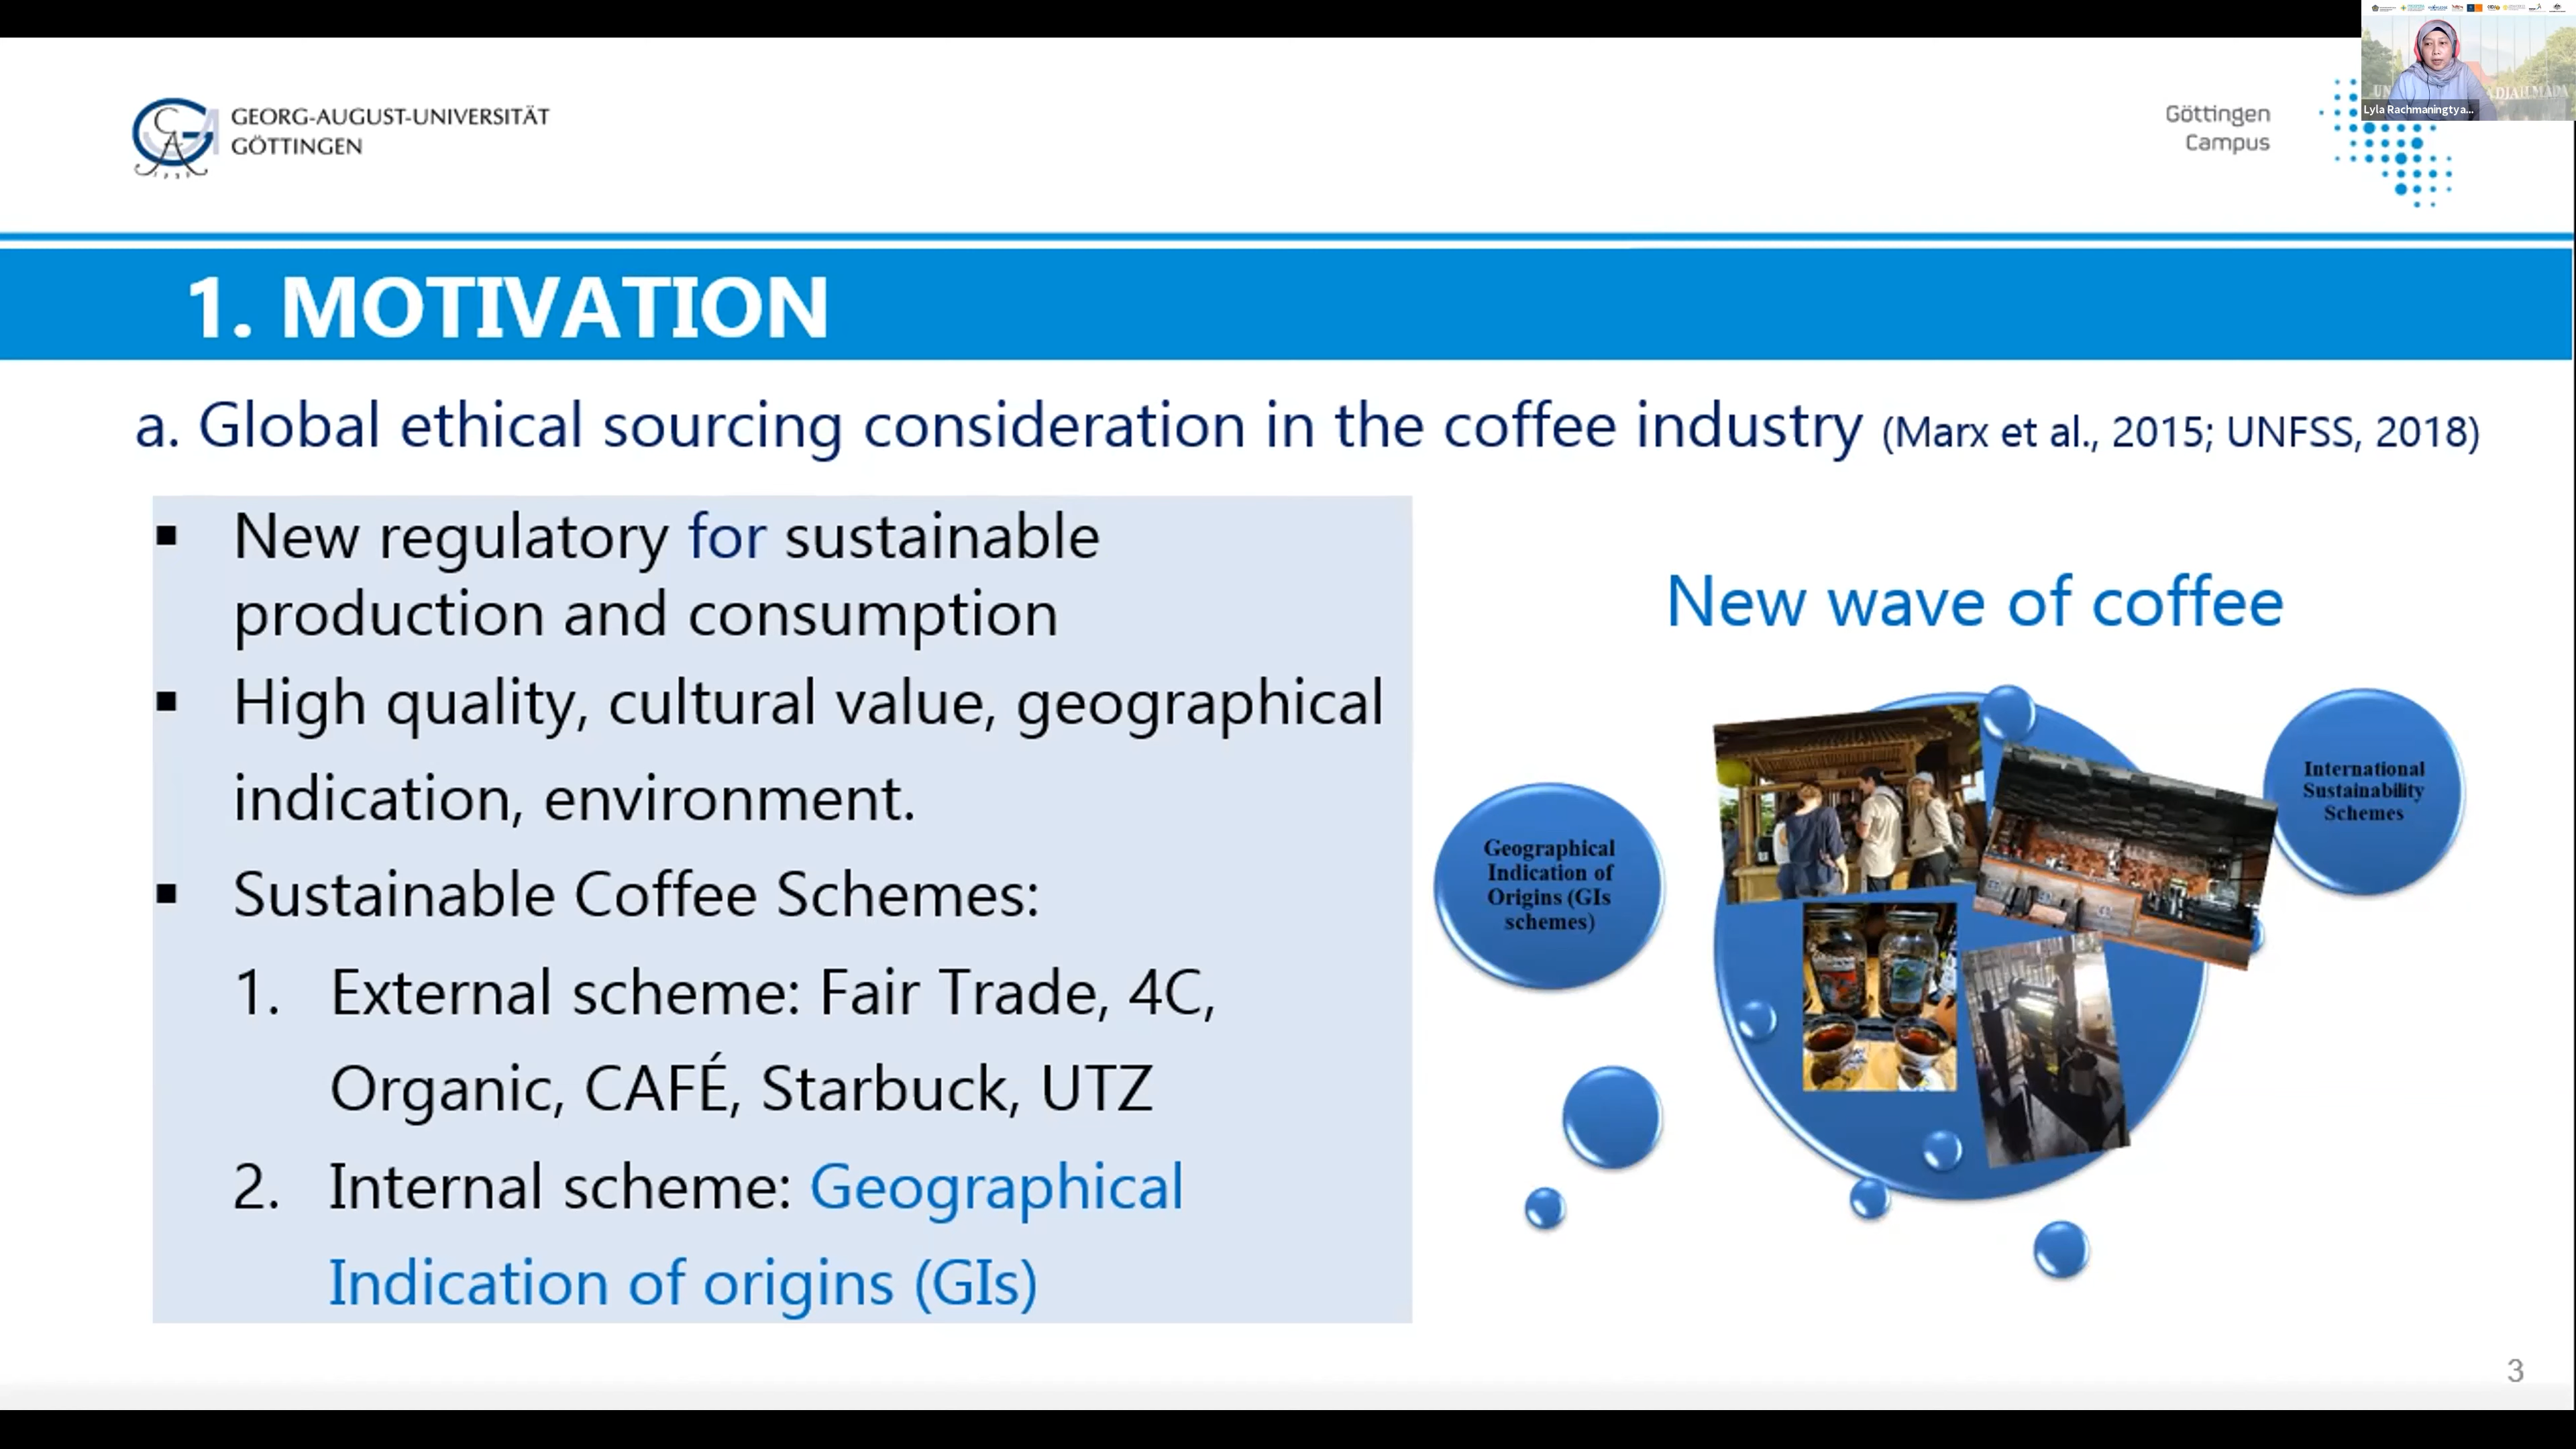 Lyla Rachmaningtya...
GEORG-AUGUST-UNIVERSITÄT
GÖTTINGEN
Göttingen
Campus
1. MOTIVATION
a. Global ethical sourcing consideration in the coffee industry (Marx et al., 2015; UNFSS, 2018)
▪ New regulatory for sustainable
production and consumption
▪ High quality, cultural value, geographical
indication, environment.
▪ Sustainable Coffee Schemes:
1. External scheme: Fair Trade, 4C,
Organic, CAFÉ, Starbuck, UTZ
2. Internal scheme: Geographical
Indication of origins (GIs)
New wave of coffee
Geographical
Indication of
Origins (GIs
schemes)
International
Sustainability
Schemes
3